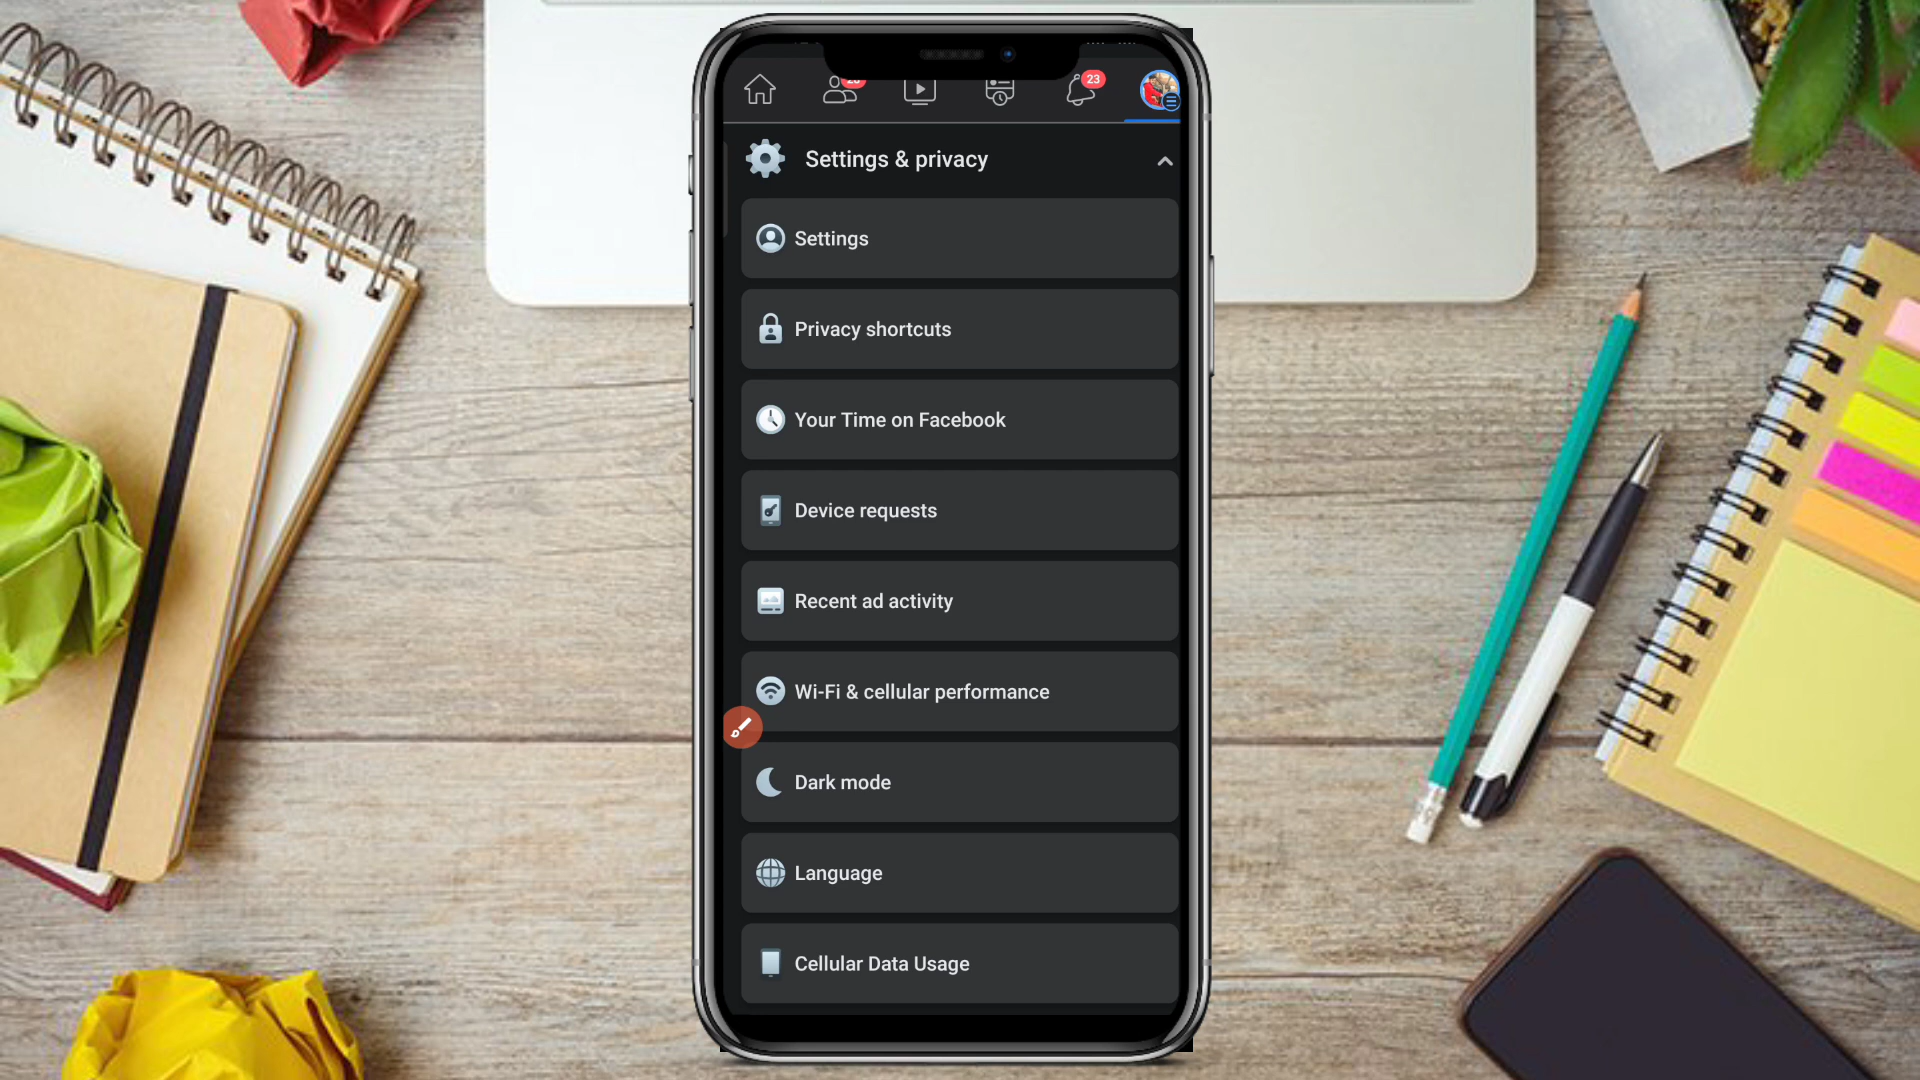 23
Settings & privacy
Settings
Privacy shortcuts
Your Time on Facebook
Device requests
Recent ad activity
Wi-Fi & cellular performance
Dark mode
Language
Cellular Data Usage